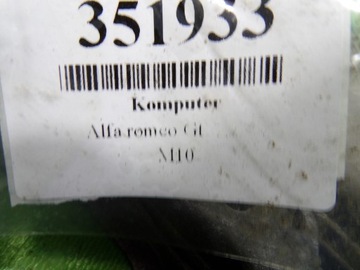 351933
Komputer
Alfa romeo Gt
M10